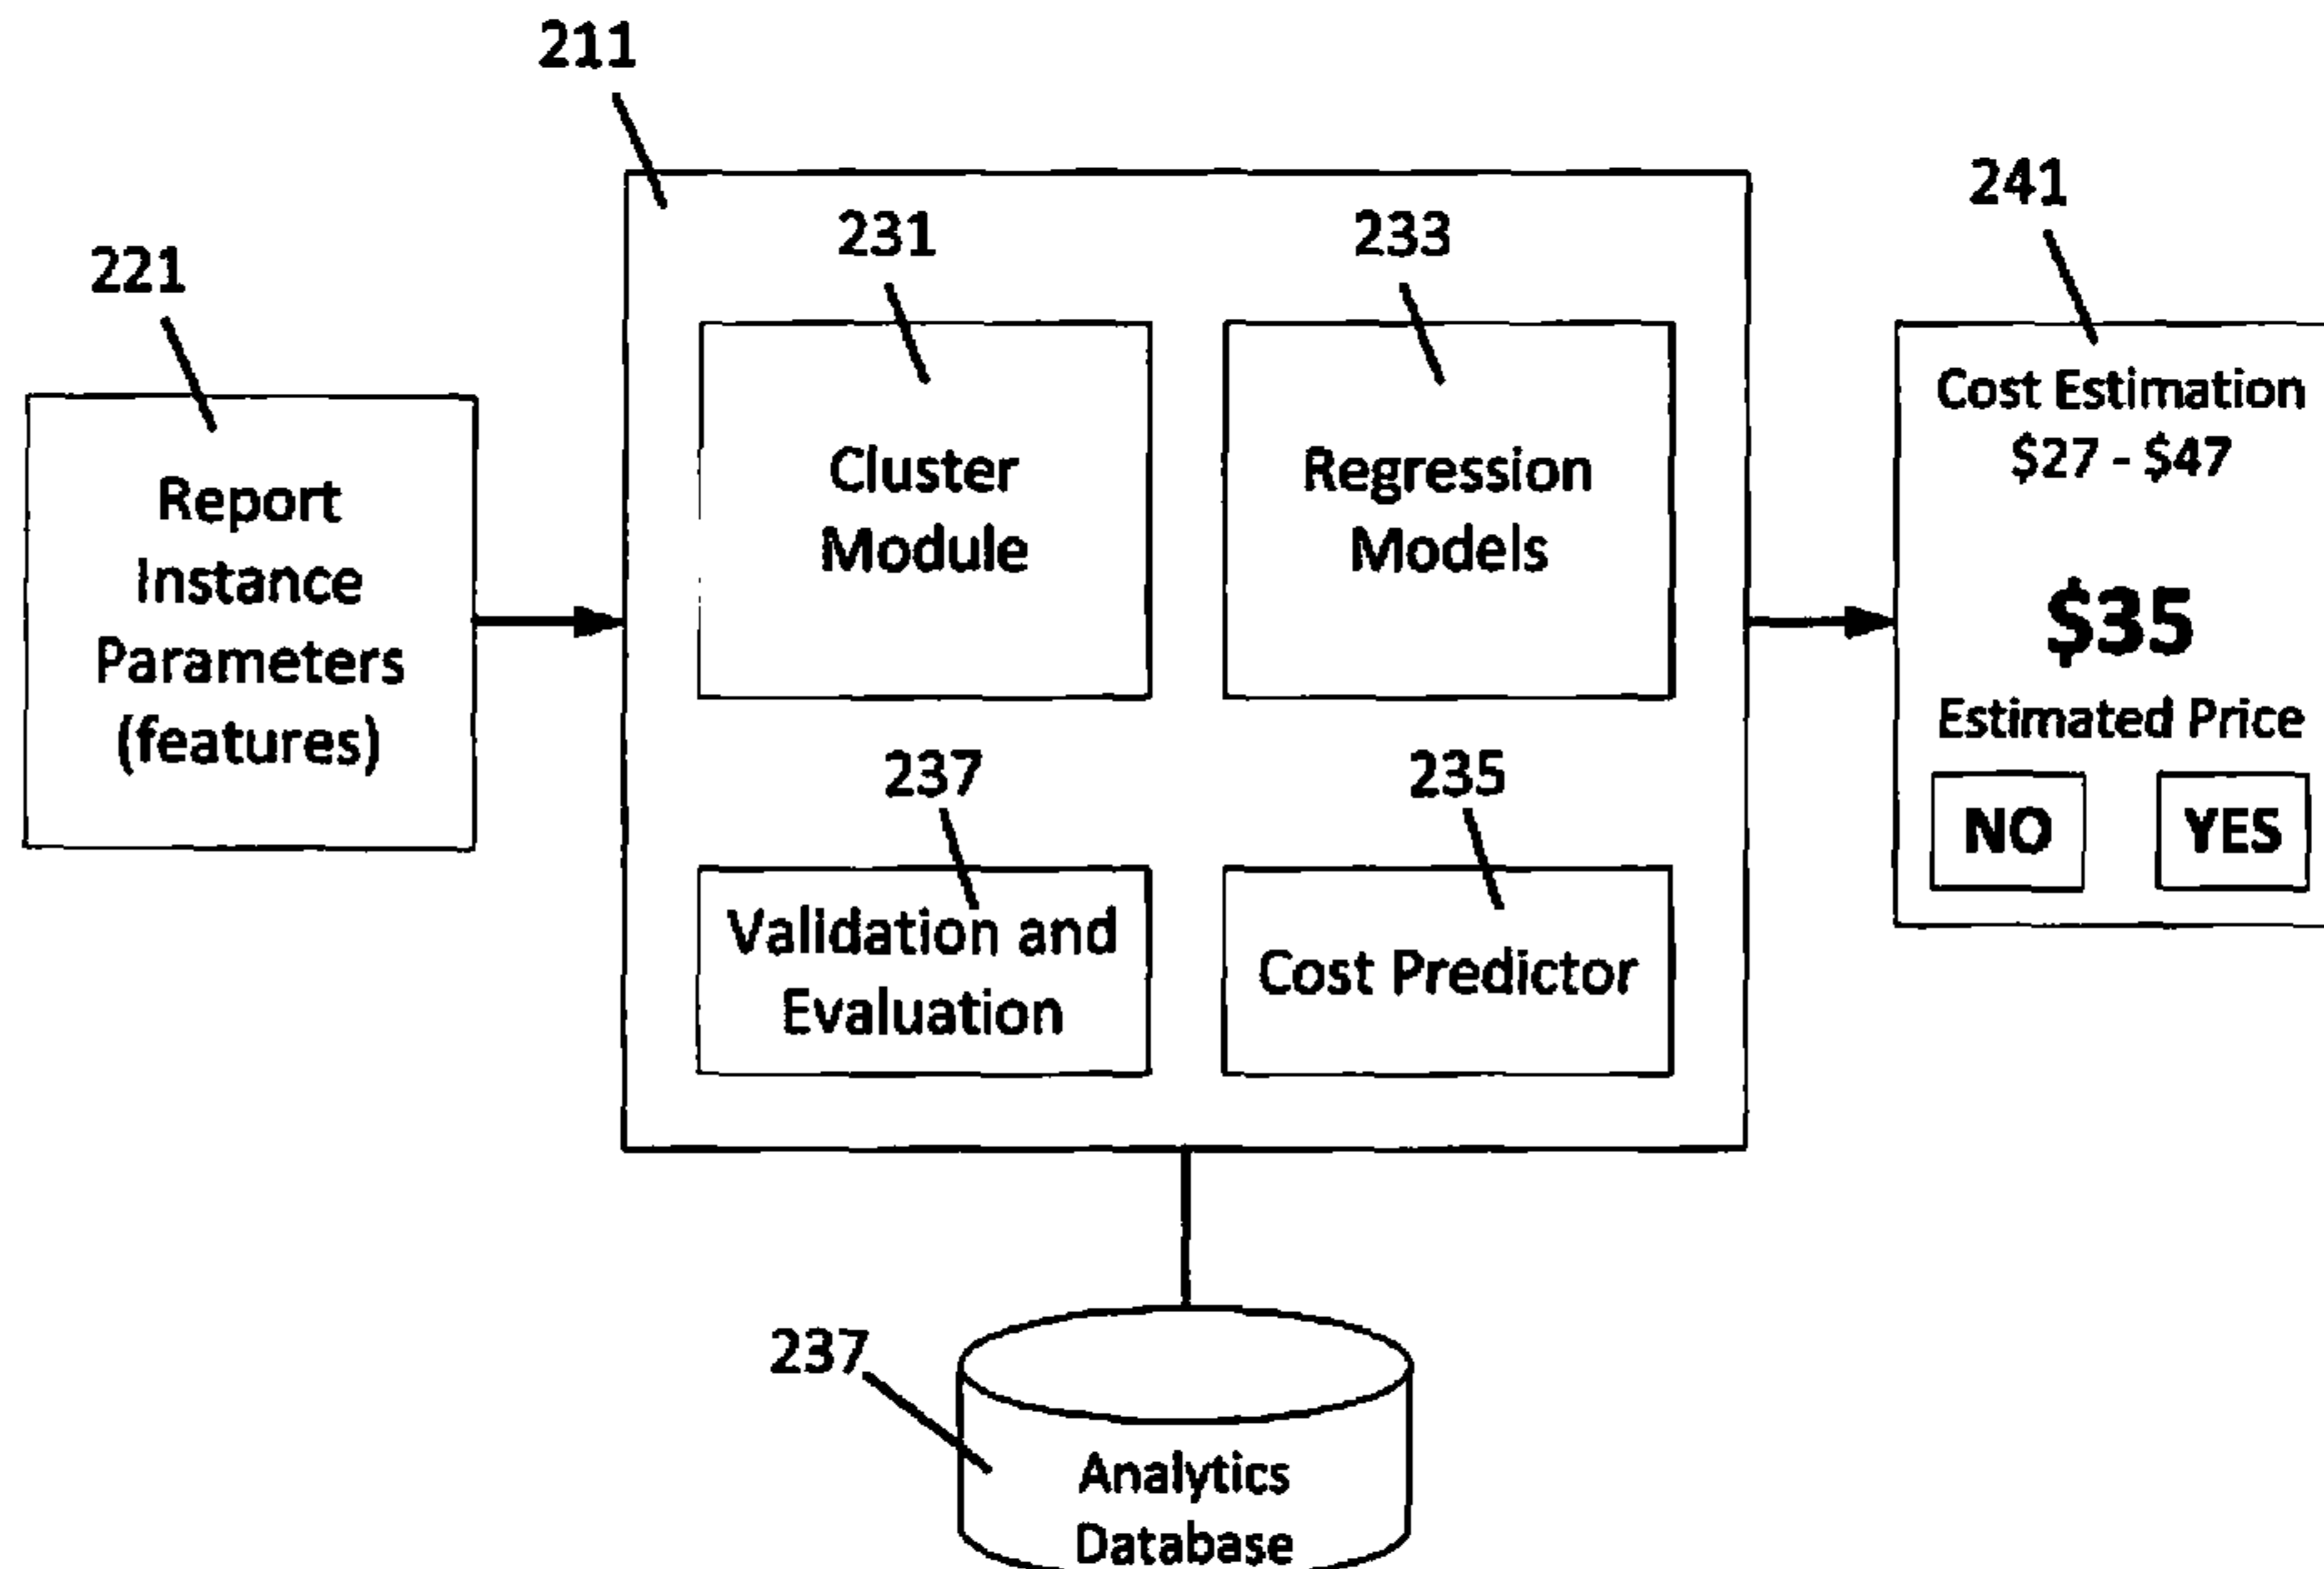 211
221
Report
Instance
Parameters
(features)
231
Cluster
Module
233
Regression
Models
237
Validation and
Evaluation
235
Cost Predictor
241
Cost Estimation
$27 - $47
$35
Estimated Price
NO
YES
237
Analytics
Database